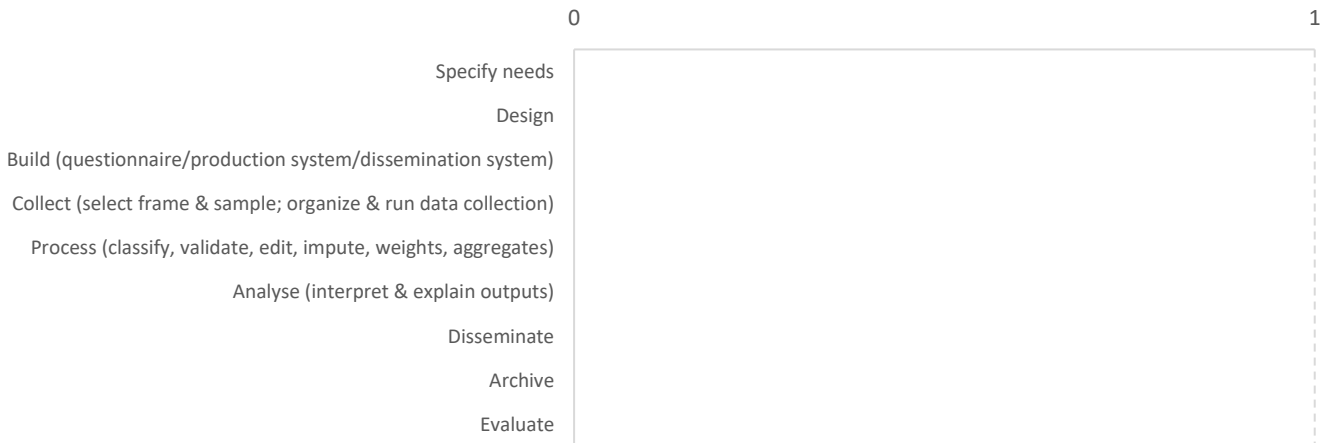 0 1
Specify needs
Design
Build (questionnaire/production system/dissemination system)
Collect (select frame & sample; organize & run data collection)
Process (classify, validate, edit, impute, weights, aggregates)
Analyse (interpret & explain outputs)
Disseminate
Archive
Evaluate